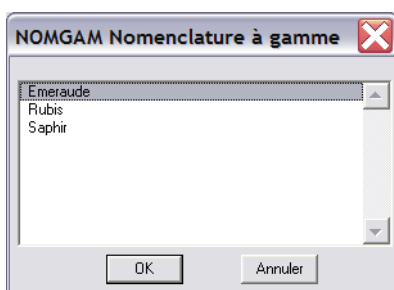 NOMGAM Nomenclature à gamme
Emeraude
Rubis
Saphir
OK Annuler